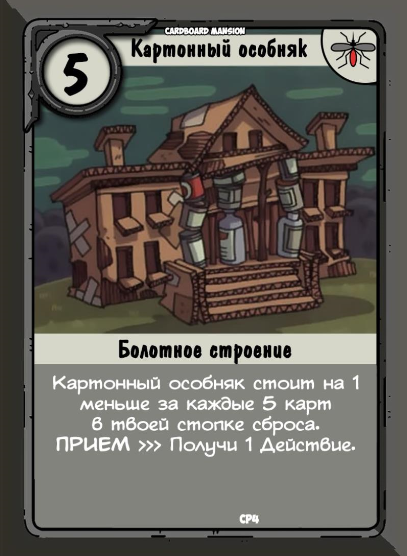 CARDBOARD MANSION
5
Картонный особняк
Болотное строение
Картонный особняк стоит на 1
меньше за каждые 5 карт
в твоей стопке сброса.
ПРИЕМ >>> Получи 1 Действие.
CP4